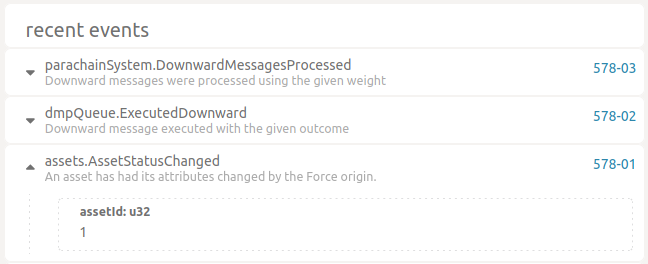 recent events
parachainSystem.DownwardMessagesProcessed
Downward messages were processed using the given weight
578-03
dmpQueue.ExecutedDownward
Downward message executed with the given outcome
578-02
assets.AssetStatusChanged
An asset has had its attributes changed by the Force origin.
578-01
assetId: u32
1